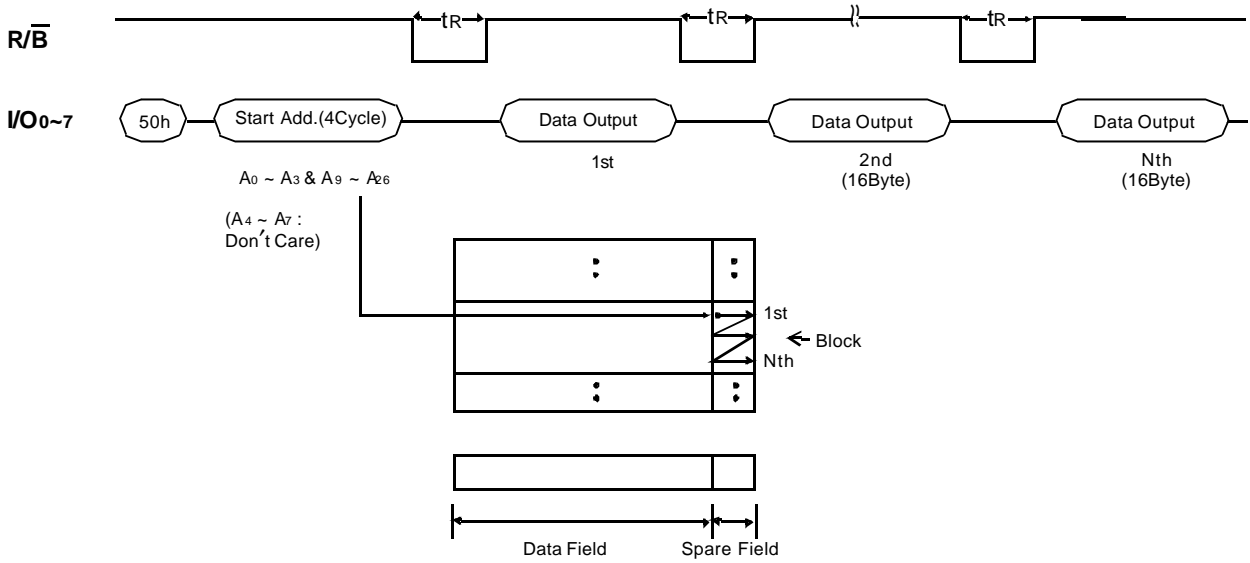 tR tR tR
R/B
I/O0~7 50h Start Add.(4Cycle) Data Output Data Output Data Output
1st 2nd Nth
(16Byte) (16Byte)
A0 ~ A3 & A9 ~ A26
(A4 ~ A7 :
Don't Care)
1st
Block
Nth
Data Field Spare Field